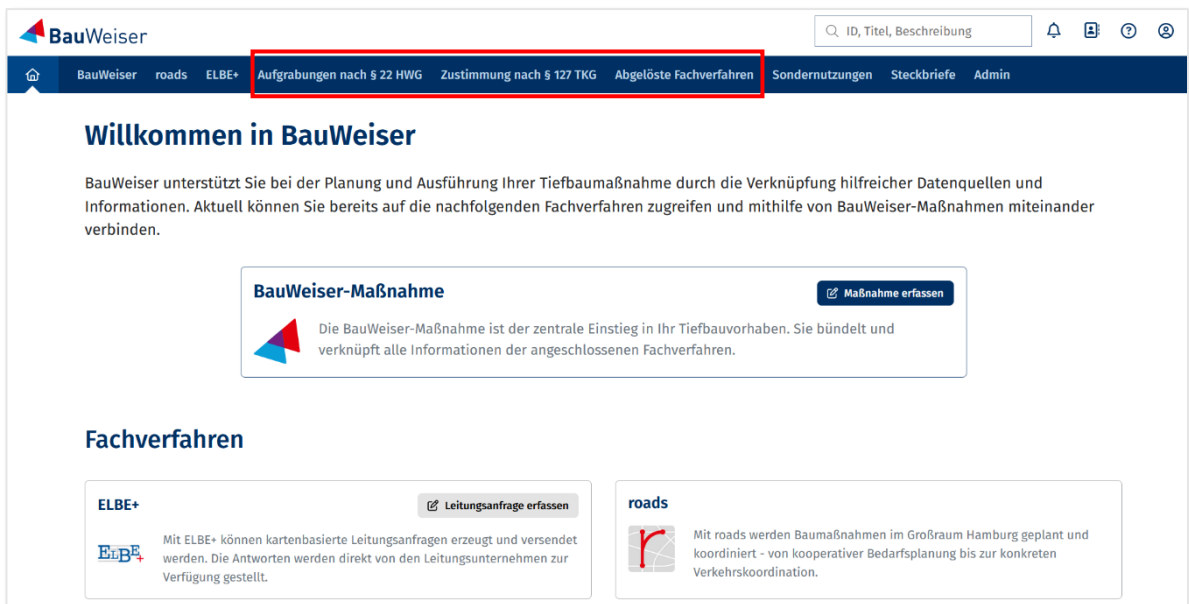 BauWeiser
ID, Titel, Beschreibung
BauWeiser roads ELBE+ Aufgrabungen nach § 22 HWG Zustimmung nach § 127 TKG Abgelöste Fachverfahren Sondernutzungen Steckbriefe Admin
Willkommen in BauWeiser
BauWeiser unterstützt Sie bei der Planung und Ausführung Ihrer Tiefbaumaßnahme durch die Verknüpfung hilfreicher Datenquellen und
Informationen. Aktuell können Sie bereits auf die nachfolgenden Fachverfahren zugreifen und mithilfe von BauWeiser-Maßnahmen miteinander
verbinden.
BauWeiser-Maßnahme
Maßnahme erfassen
Die BauWeiser-Maßnahme ist der zentrale Einstieg in Ihr Tiefbauvorhaben. Sie bündelt und
verknüpft alle Informationen der angeschlossenen Fachverfahren.
Fachverfahren
ELBE+
Leitungsanfrage erfassen
ELBE+
Mit ELBE+ können kartenbasierte Leitungsanfragen erzeugt und versendet
werden. Die Antworten werden direkt von den Leitungsunternehmen zur
Verfügung gestellt.
roads
r
Mit roads werden Baumaßnahmen im Großraum Hamburg geplant und
koordiniert - von kooperativer Bedarfsplanung bis zur konkreten
Verkehrskoordination.